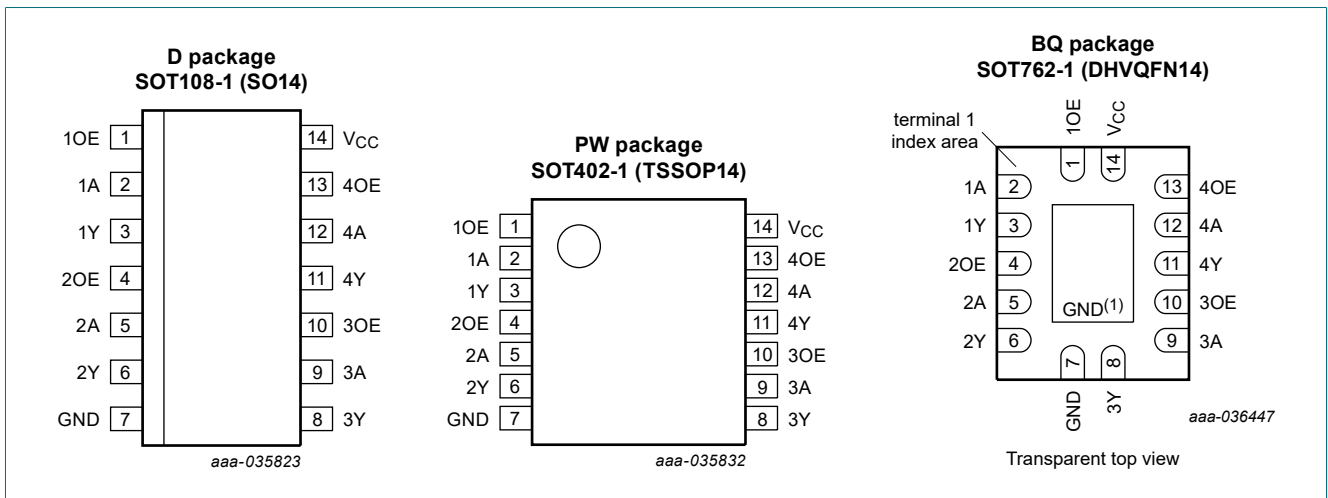 D package
SOT108-1 (SO14)
1OE 1 14 VCC
1A 2 13 4OE
1Y 3 12 4A
2OE 4 11 4Y
2A 5 10 3OE
2Y 6 9 3A
GND 7 8 3Y
aaa-035823
PW package
SOT402-1 (TSSOP14)
1OE 1 14 VCC
1A 2 13 4OE
1Y 3 12 4A
2OE 4 11 4Y
2A 5 10 3OE
2Y 6 9 3A
GND 7 8 3Y
aaa-035832
BQ package
SOT762-1 (DHVQFN14)
terminal 1
index area
1OE VCC
1 14
1A 2 13 4OE
1Y 3 12 4A
2OE 4 11 4Y
2A 5 10 3OE
GND(1)
2Y 6 9 3A
7 8
GND 3Y
aaa-036447
Transparent top view